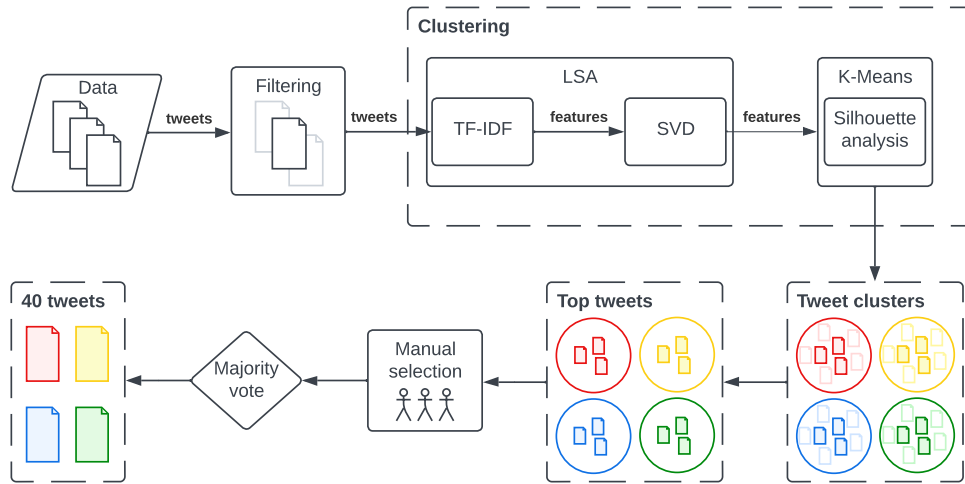 Clustering
Data
tweets
Filtering
tweets
LSA
TF-IDF
features
SVD
features
K-Means
Silhouette
analysis
40 tweets
Majority
vote
Manual
selection
Top tweets
Tweet clusters